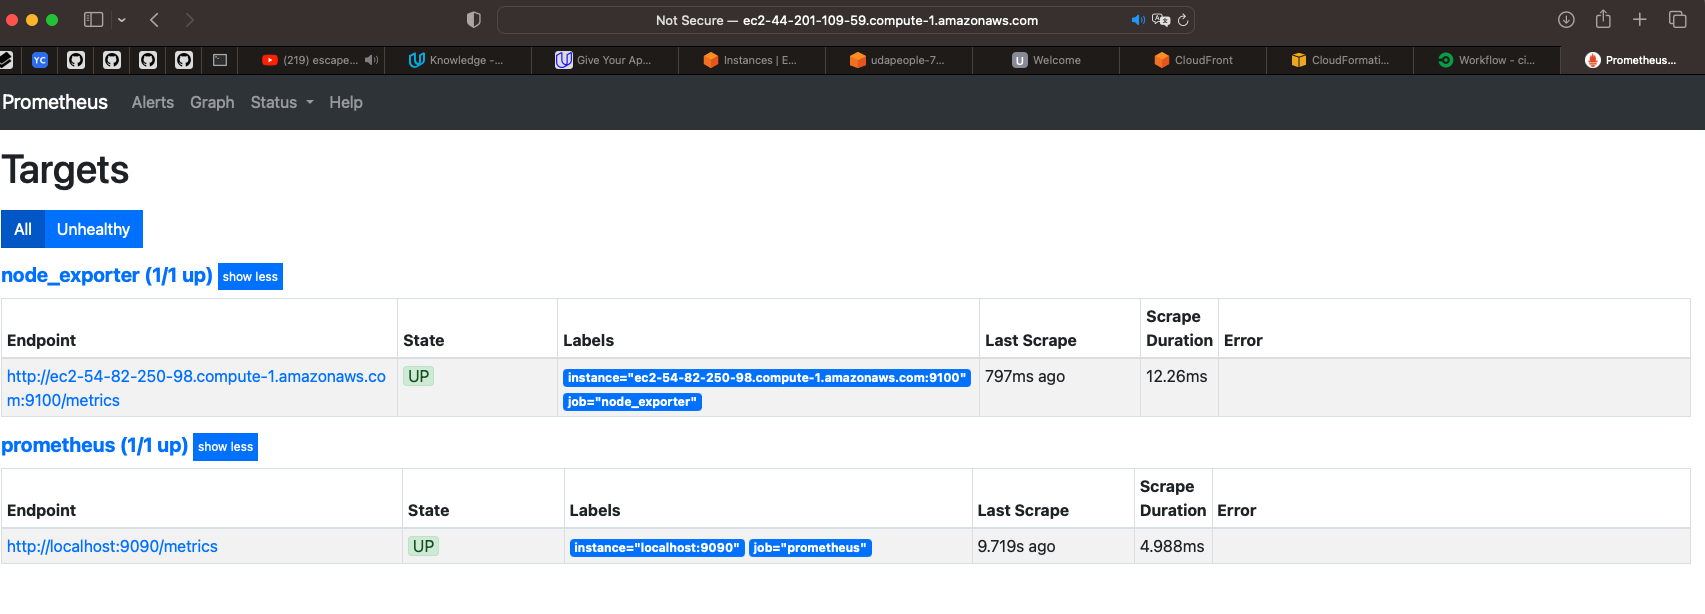 Not Secure — ec2-44-201-109-59.compute-1.amazonaws.com
YC
(219) escape...
Knowledge -...
Give Your Ap...
Instances | E...
udapeople-7...
U Welcome
CloudFront
CloudFormati...
Workflow - ci...
Prometheus...
Prometheus Alerts Graph Status Help
Targets
All Unhealthy
node_exporter (1/1 up) show less
Endpoint State Labels Last Scrape Scrape Duration Error
http://ec2-54-82-250-98.compute-1.amazonaws.co
m:9100/metrics
UP
instance="ec2-54-82-250-98.compute-1.amazonaws.com:9100"
job="node_exporter"
797ms ago
12.26ms
prometheus (1/1 up) show less
Endpoint State Labels Last Scrape Scrape Duration Error
http://localhost:9090/metrics UP instance="localhost:9090" job="prometheus" 9.719s ago 4.988ms